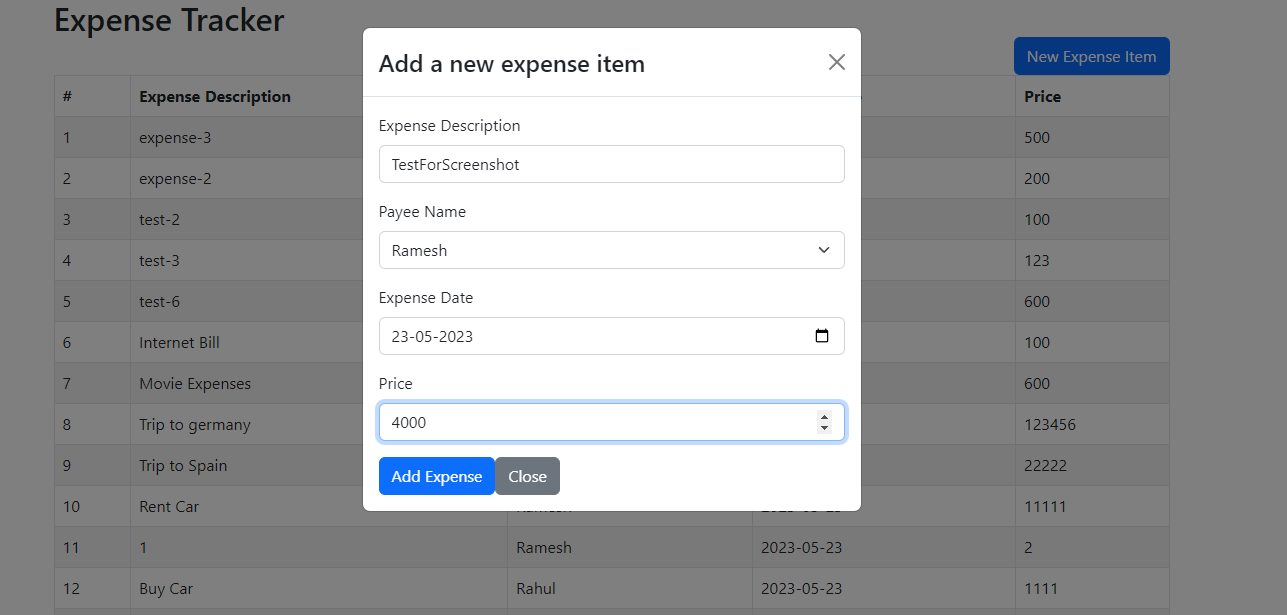 Expense Tracker
New Expense Item
# Expense Description Price
1 expense-3 500
2 expense-2 200
3 test-2 100
4 test-3 123
5 test-6 600
6 Internet Bill 100
7 Movie Expenses 600
8 Trip to germany 123456
9 Trip to Spain 22222
10 Rent Car 11111
11 1 Ramesh 2023-05-23 2
12 Buy Car Rahul 2023-05-23 1111
Add a new expense item
Expense Description
TestForScreenshot
Payee Name
Ramesh
Expense Date
23-05-2023
Price
4000
Add Expense Close